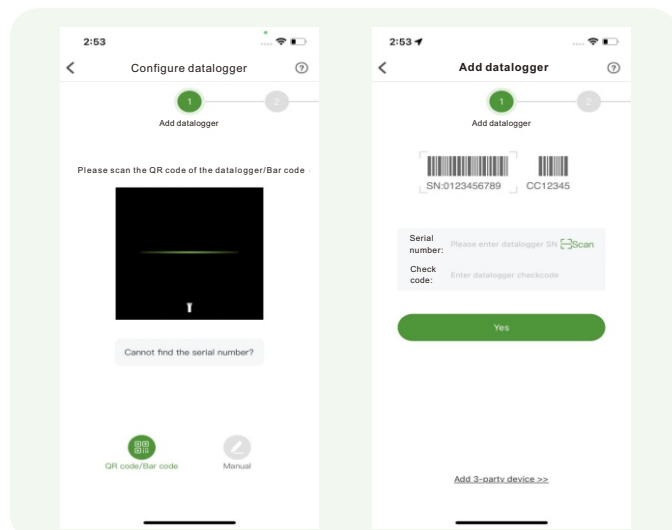 2:53
Configure datalogger
?
1
2
Add datalogger
Please scan the QR code of the datalogger/Bar code
Cannot find the serial number?
QR code/Bar code
Manual
2:53
Add datalogger
?
1
2
Add datalogger
SN:0123456789
CC12345
Serial
number:
Please enter datalogger SN
Scan
Check
code:
Enter datalogger checkcode
Yes
Add 3-party device >>